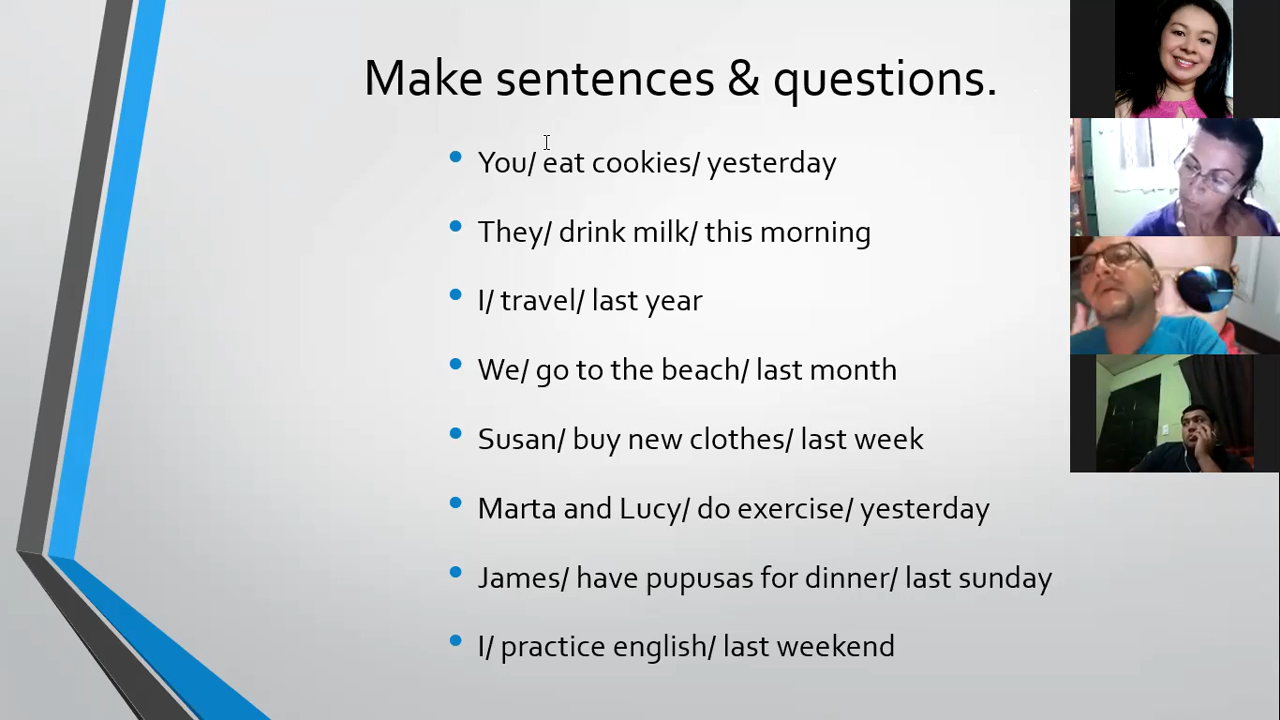 Make sentences & questions.
You/ eat cookies/ yesterday
They/ drink milk/ this morning
I/ travel/ last year
We/ go to the beach/ last month
Susan/ buy new clothes/ last week
Marta and Lucy/ do exercise/ yesterday
James/ have pupusas for dinner/ last sunday
I/ practice english/ last weekend